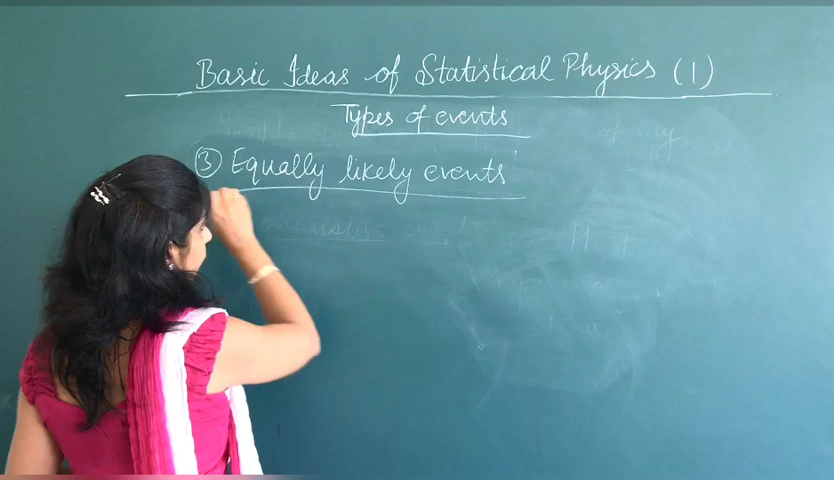 Basic Ideas of Statistical Physics (1)
Types of events
③ Equally likely events